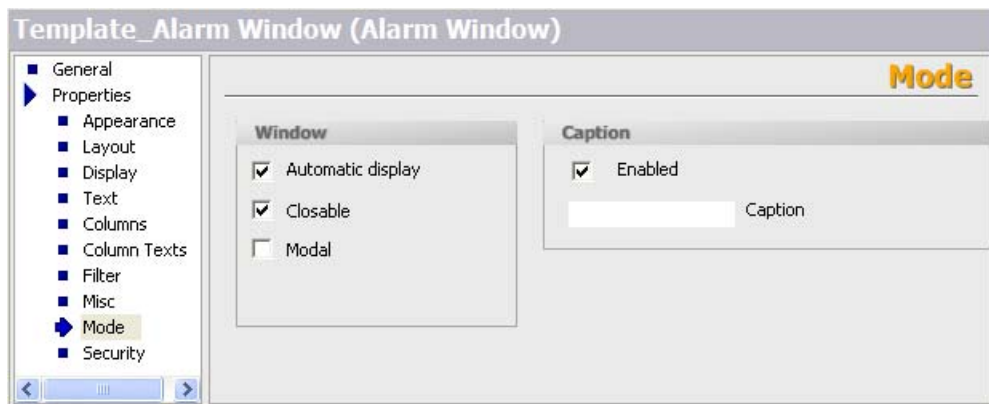 Template_Alarm Window (Alarm Window)
General
Properties
Appearance
Layout
Display
Text
Columns
Column Texts
Filter
Misc
Mode
Security
Mode
Window
Automatic display
Closable
Modal
Caption
Enabled
Caption